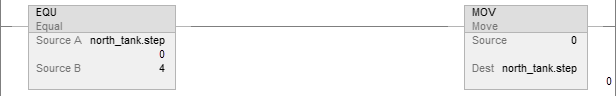 EQU
Equal
Source A north_tank.step
0
Source B 4
MOV
Move
Source 0
Dest north_tank.step
0